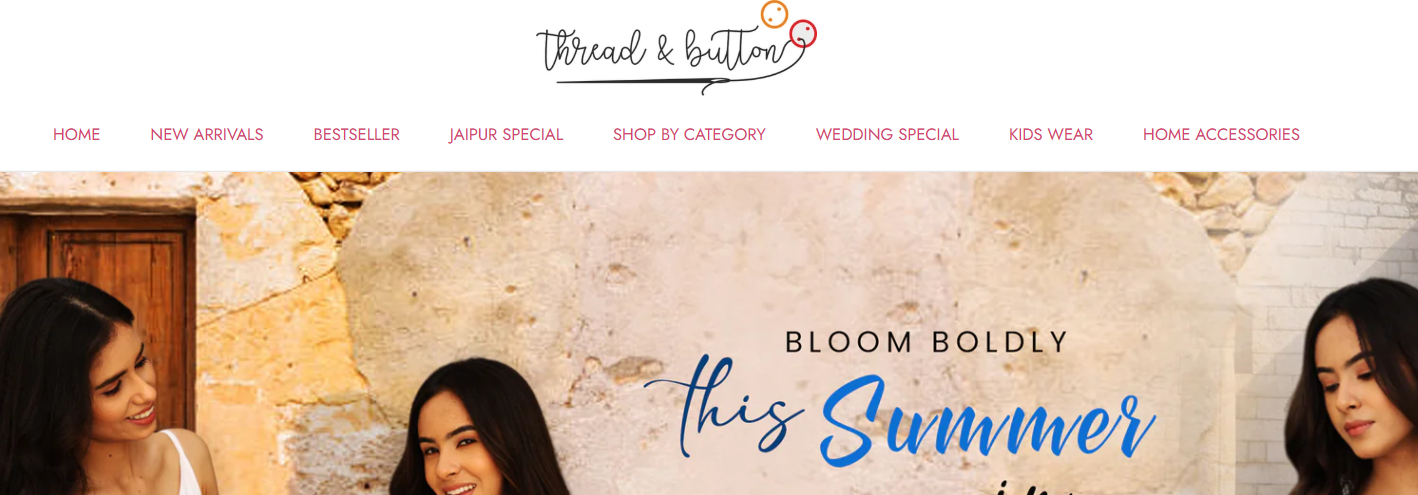 thread & button
HOME NEW ARRIVALS BESTSELLER JAIPUR SPECIAL SHOP BY CATEGORY WEDDING SPECIAL KIDS WEAR HOME ACCESSORIES
BLOOM BOLDLY
this Summer